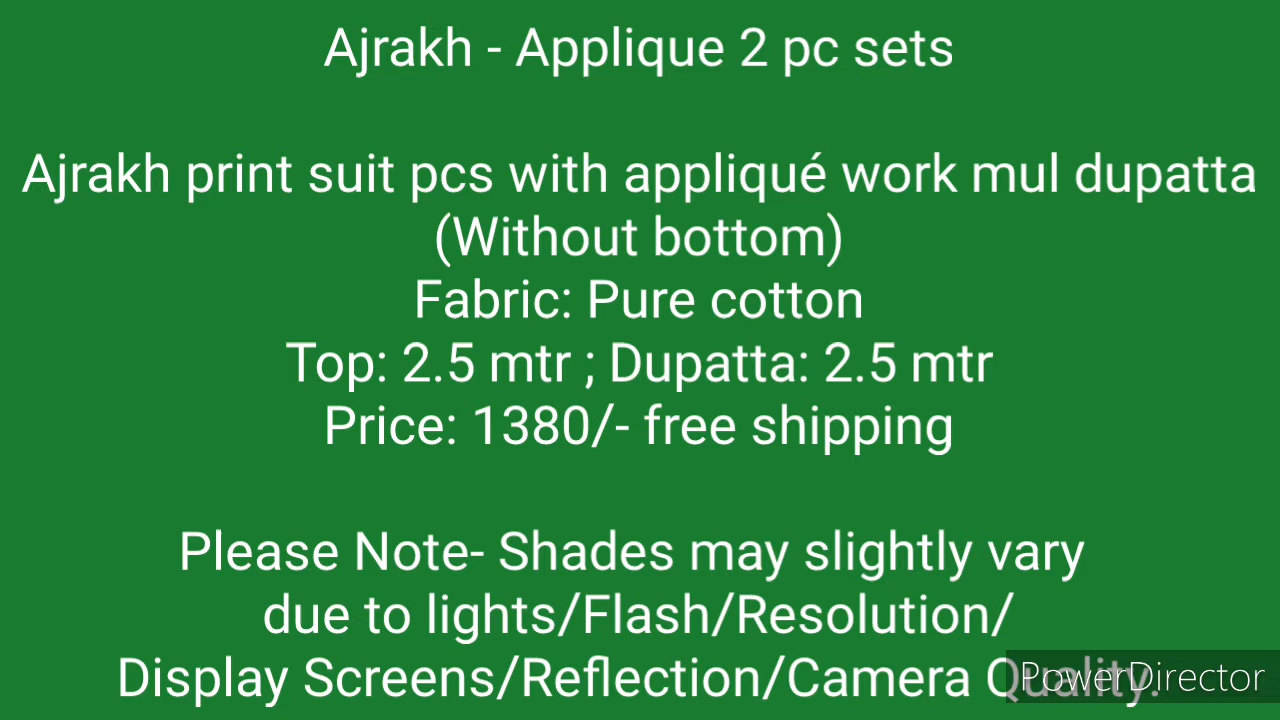 Ajrakh - Applique 2 pc sets
Ajrakh print suit pcs with appliqué work mul dupatta
(Without bottom)
Fabric: Pure cotton
Top: 2.5 mtr ; Dupatta: 2.5 mtr
Price: 1380/- free shipping
Please Note- Shades may slightly vary
due to lights/Flash/Resolution/
Display Screens/Reflection/Camera Quality.
PowerDirector